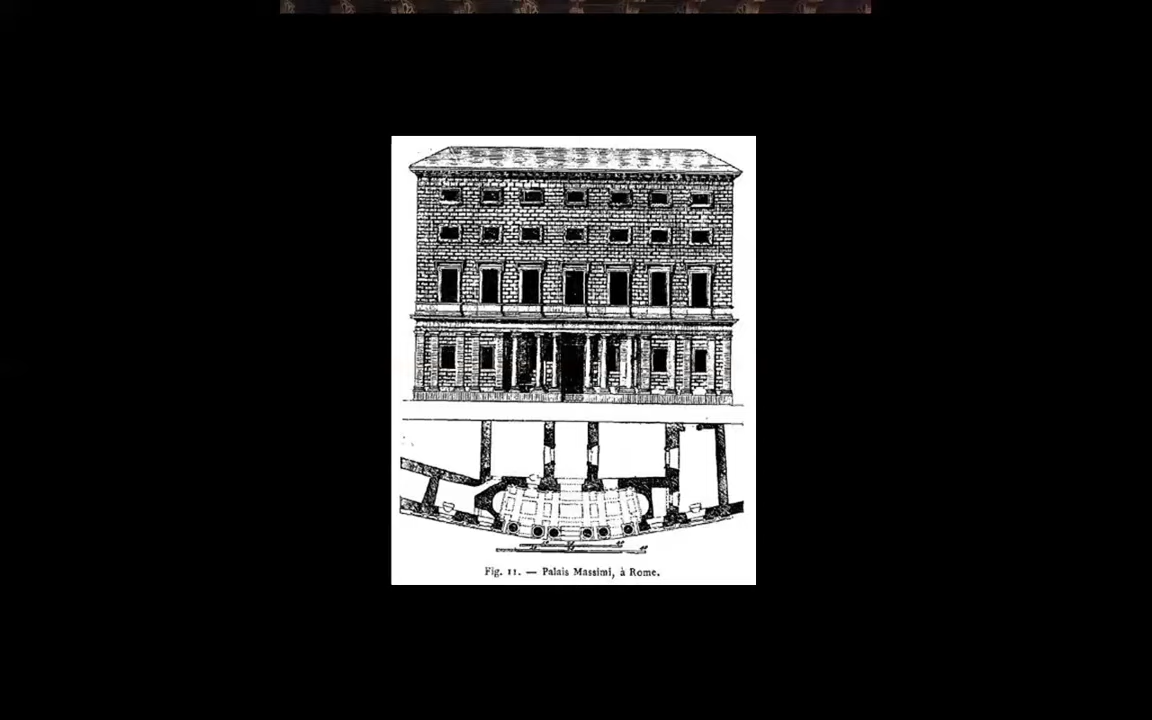 Fig. 11. — Palais Massimi, à Rome.